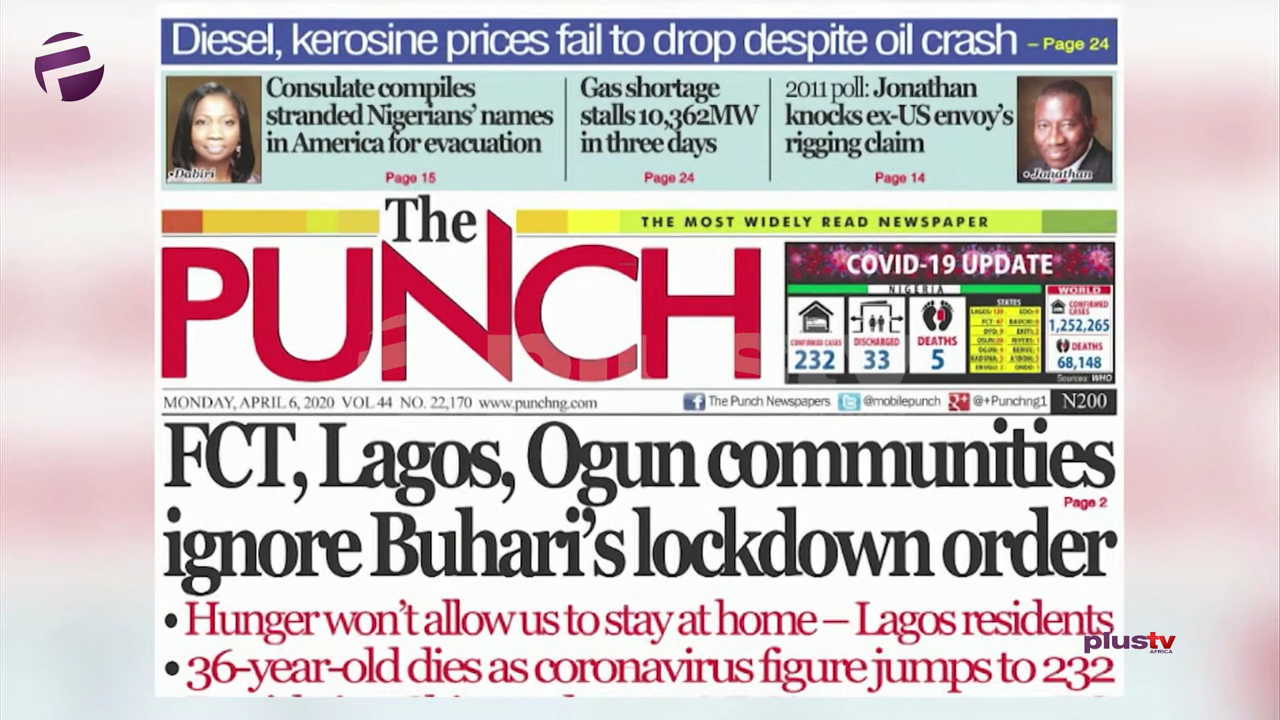 Diesel, kerosine prices fail to drop despite oil crash – Page 24
Consulate compiles
stranded Nigerians' names
in America for evacuation
Page 15
•Dabiri
Gas shortage
stalls 10,362MW
in three days
Page 24
2011 poll: Jonathan
knocks ex-US envoy's
rigging claim
Page 14
•Jonathan
The
PUNCH
THE MOST WIDELY READ NEWSPAPER
COVID-19 UPDATE
NIGERIA
CONFIRMED CASES
232
DISCHARGED
33
DEATHS
5
STATES
WORLD
CONFIRMED CASES
1,252,265
DEATHS
68,148
Sources: WHO
MONDAY, APRIL 6, 2020 VOL 44 NO. 22,170 www.punchng.com
The Punch Newspapers @mobilepunch @+Punchng1 N200
FCT, Lagos, Ogun communities
Page 2
ignore Buhari's lockdown order
• Hunger won't allow us to stay at home – Lagos residents
• 36-year-old dies as coronavirus figure jumps to 232
plustv
AFRICA